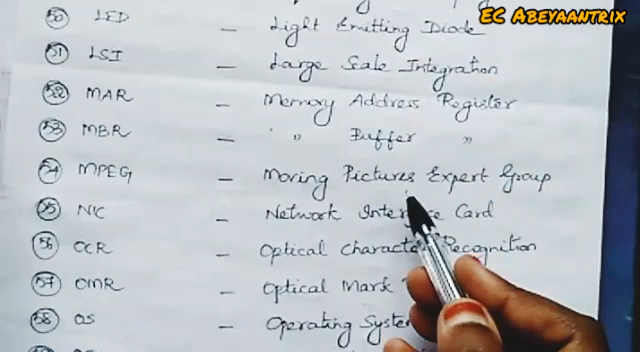 EC ABEYAANTRIX
50 LED — Light Emitting Diode
51 LSI — Large Scale Integration
52 MAR — Memory Address Register
53 MBR — " Buffer "
54 MPEG — Moving Pictures Expert Group
55 NIC — Network Interface Card
56 OCR — Optical Character Recognition
57 OMR — Optical Mark
58 OS — Operating System